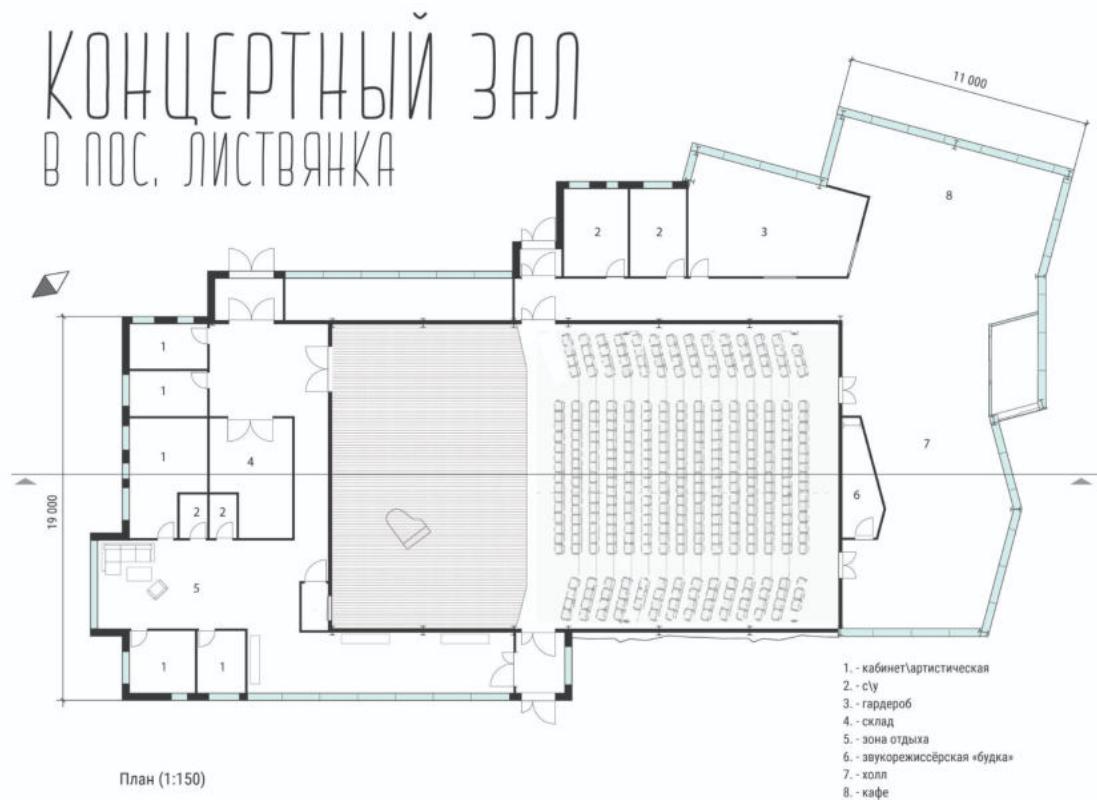 КОНЦЕРТНЫЙ ЗАЛ
В ПОС. ЛИСТВЯНКА
11 000
8
2
2
3
1
1
1
4
7
19 000
2
2
6
5
1
1
1. - кабинет\артистическая
2. - с\у
3. - гардероб
4. - склад
5. - зона отдыха
6. - звукорежиссёрская «будка»
7. - холл
8. - кафе
План (1:150)